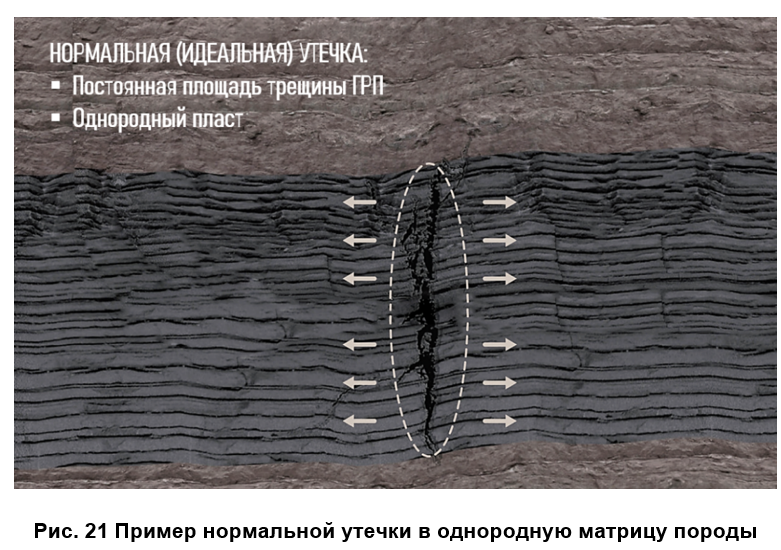 НОРМАЛЬНАЯ (ИДЕАЛЬНАЯ) УТЕЧКА:
▪ Постоянная площадь трещины ГРП
▪ Однородный пласт
Рис. 21 Пример нормальной утечки в однородную матрицу породы